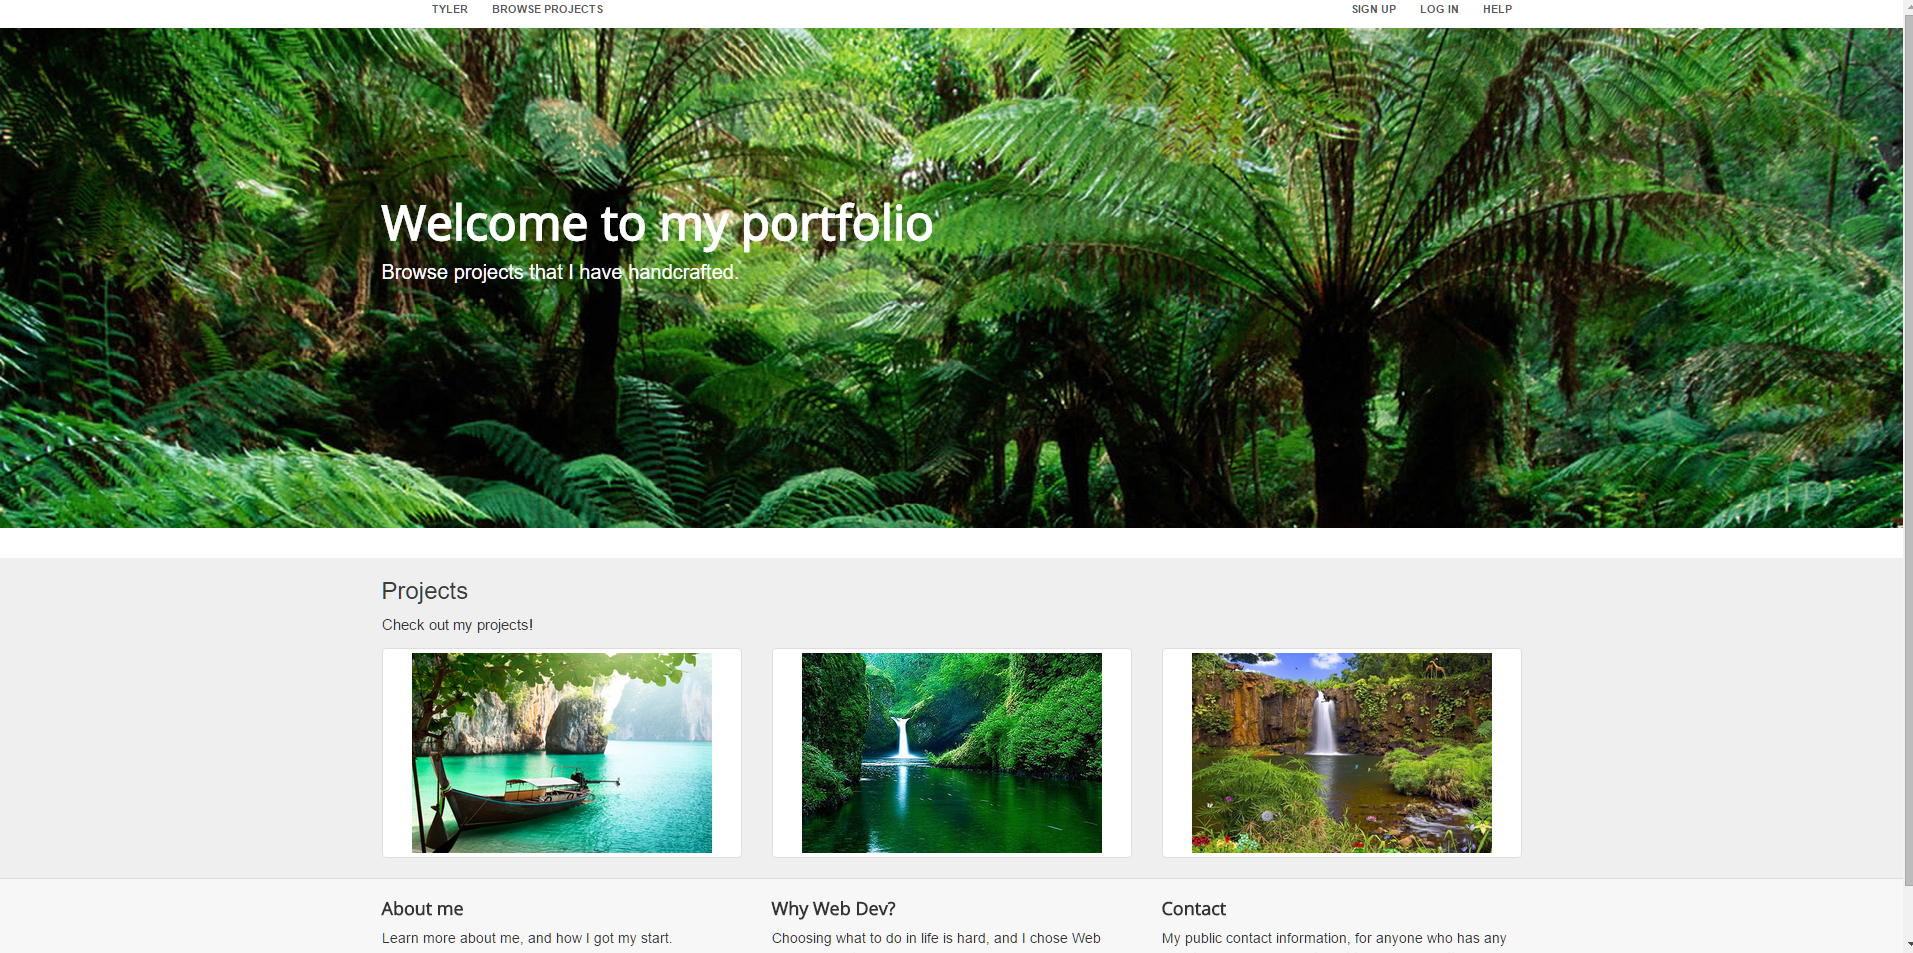 TYLER BROWSE PROJECTS SIGN UP LOG IN HELP
Welcome to my portfolio
Browse projects that I have handcrafted.
Projects
Check out my projects!
About me
Learn more about me, and how I got my start.
Why Web Dev?
Choosing what to do in life is hard, and I chose Web
Contact
My public contact information, for anyone who has any